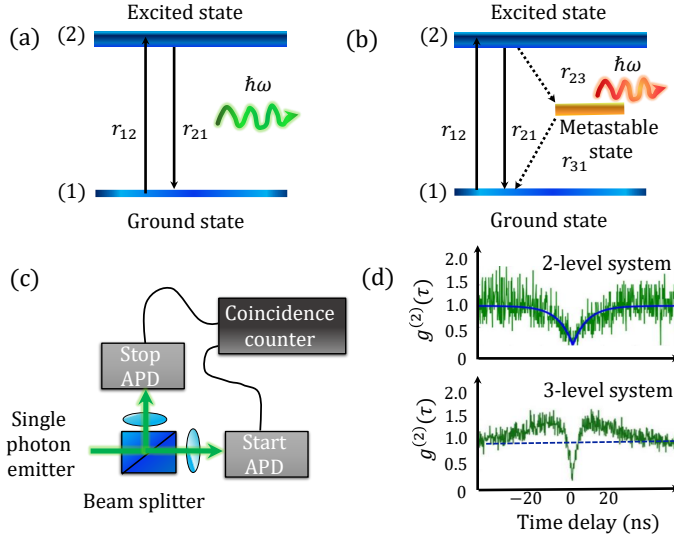 (a)
Excited state
(2)
ħω
r₁₂
r₂₁
(1)
Ground state
(b)
Excited state
(2)
ħω
r₂₃
r₁₂
r₂₁
Metastable
state
r₃₁
(1)
Ground state
(c)
Coincidence
counter
Stop
APD
Single
photon
emitter
Start
APD
Beam splitter
(d)
2-level system
g⁽²⁾(τ)
2.0
1.5
1.0
0.5
0
3-level system
g⁽²⁾(τ)
2.0
1.5
1.0
0.5
0
−20 0 20
Time delay (ns)